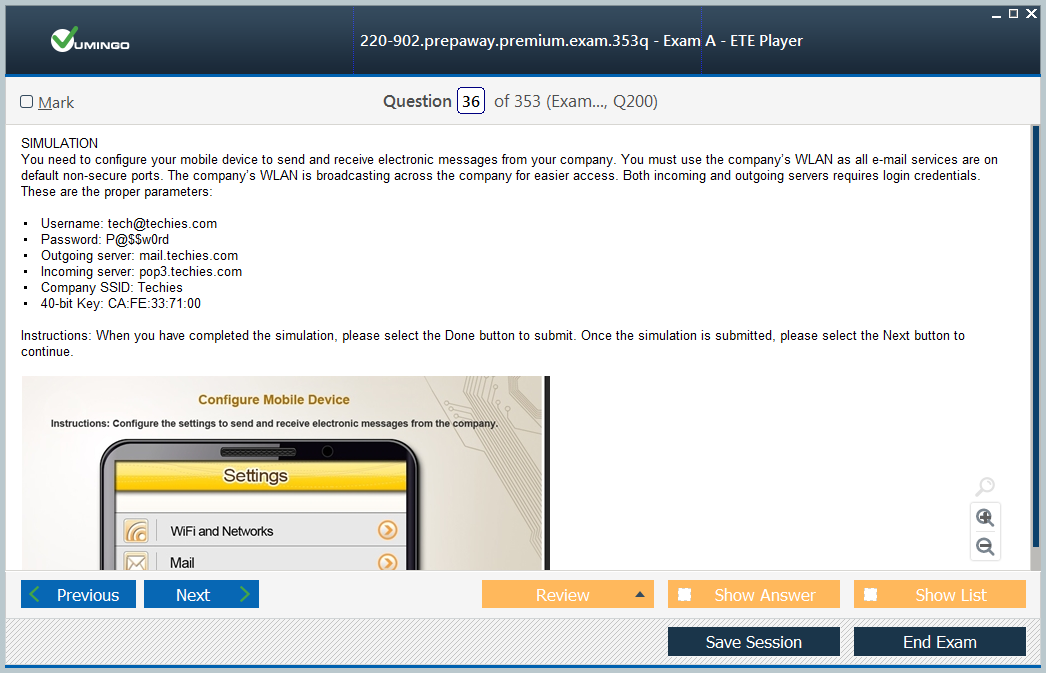 VUMINGO
220-902.prepaway.premium.exam.353q - Exam A - ETE Player
Mark
Question 36 of 353 (Exam..., Q200)
SIMULATION
You need to configure your mobile device to send and receive electronic messages from your company. You must use the company's WLAN as all e-mail services are on
default non-secure ports. The company's WLAN is broadcasting across the company for easier access. Both incoming and outgoing servers requires login credentials.
These are the proper parameters:
▪ Username: tech@techies.com
▪ Password: P@$$w0rd
▪ Outgoing server: mail.techies.com
▪ Incoming server: pop3.techies.com
▪ Company SSID: Techies
▪ 40-bit Key: CA:FE:33:71:00
Instructions: When you have completed the simulation, please select the Done button to submit. Once the simulation is submitted, please select the Next button to
continue.
Configure Mobile Device
Instructions: Configure the settings to send and receive electronic messages from the company.
Settings
WiFi and Networks
Mail
Previous Next Review Show Answer Show List
Save Session End Exam